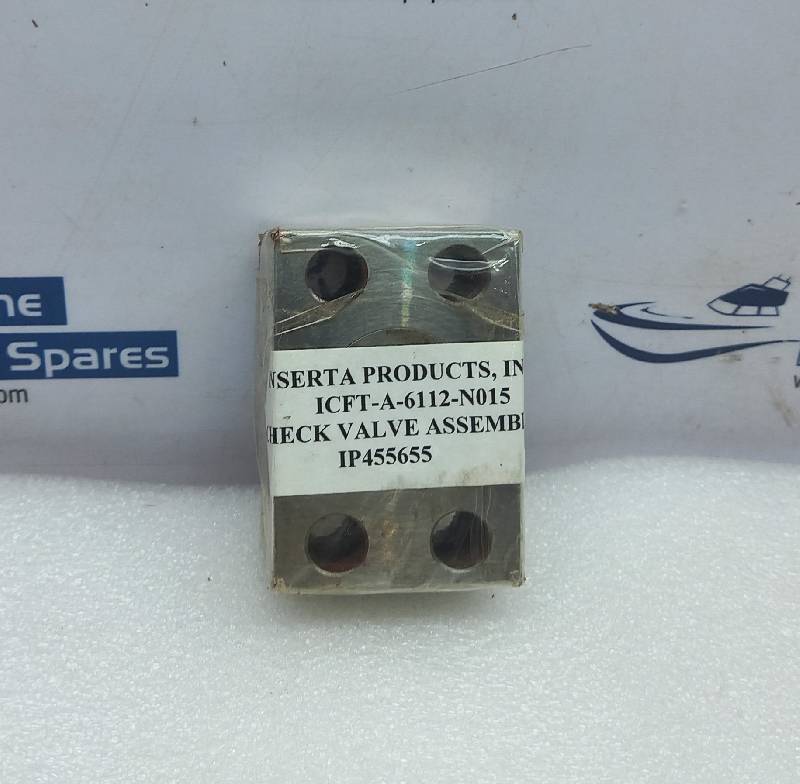 ne
Spares
om
NSERTA PRODUCTS, IN
ICFT-A-6112-N015
HECK VALVE ASSEMB
IP455655
w